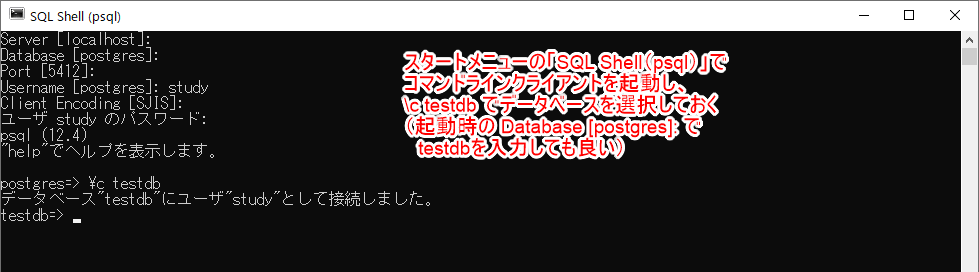 SQL Shell (psql)
Server [localhost]:
Database [postgres]:
Port [5412]:
Username [postgres]: study
Client Encoding [SJIS]:
ユーザ study のパスワード:
psql (12.4)
"help"でヘルプを表示します。
postgres=> ¥c testdb
データベース"testdb"にユーザ"study"として接続しました。
testdb=>
スタートメニューの「SQL Shell(psql)」で
コマンドラインクライアントを起動し、
\c testdb でデータベースを選択しておく
(起動時の Database [postgres]: で
testdbを入力しても良い)